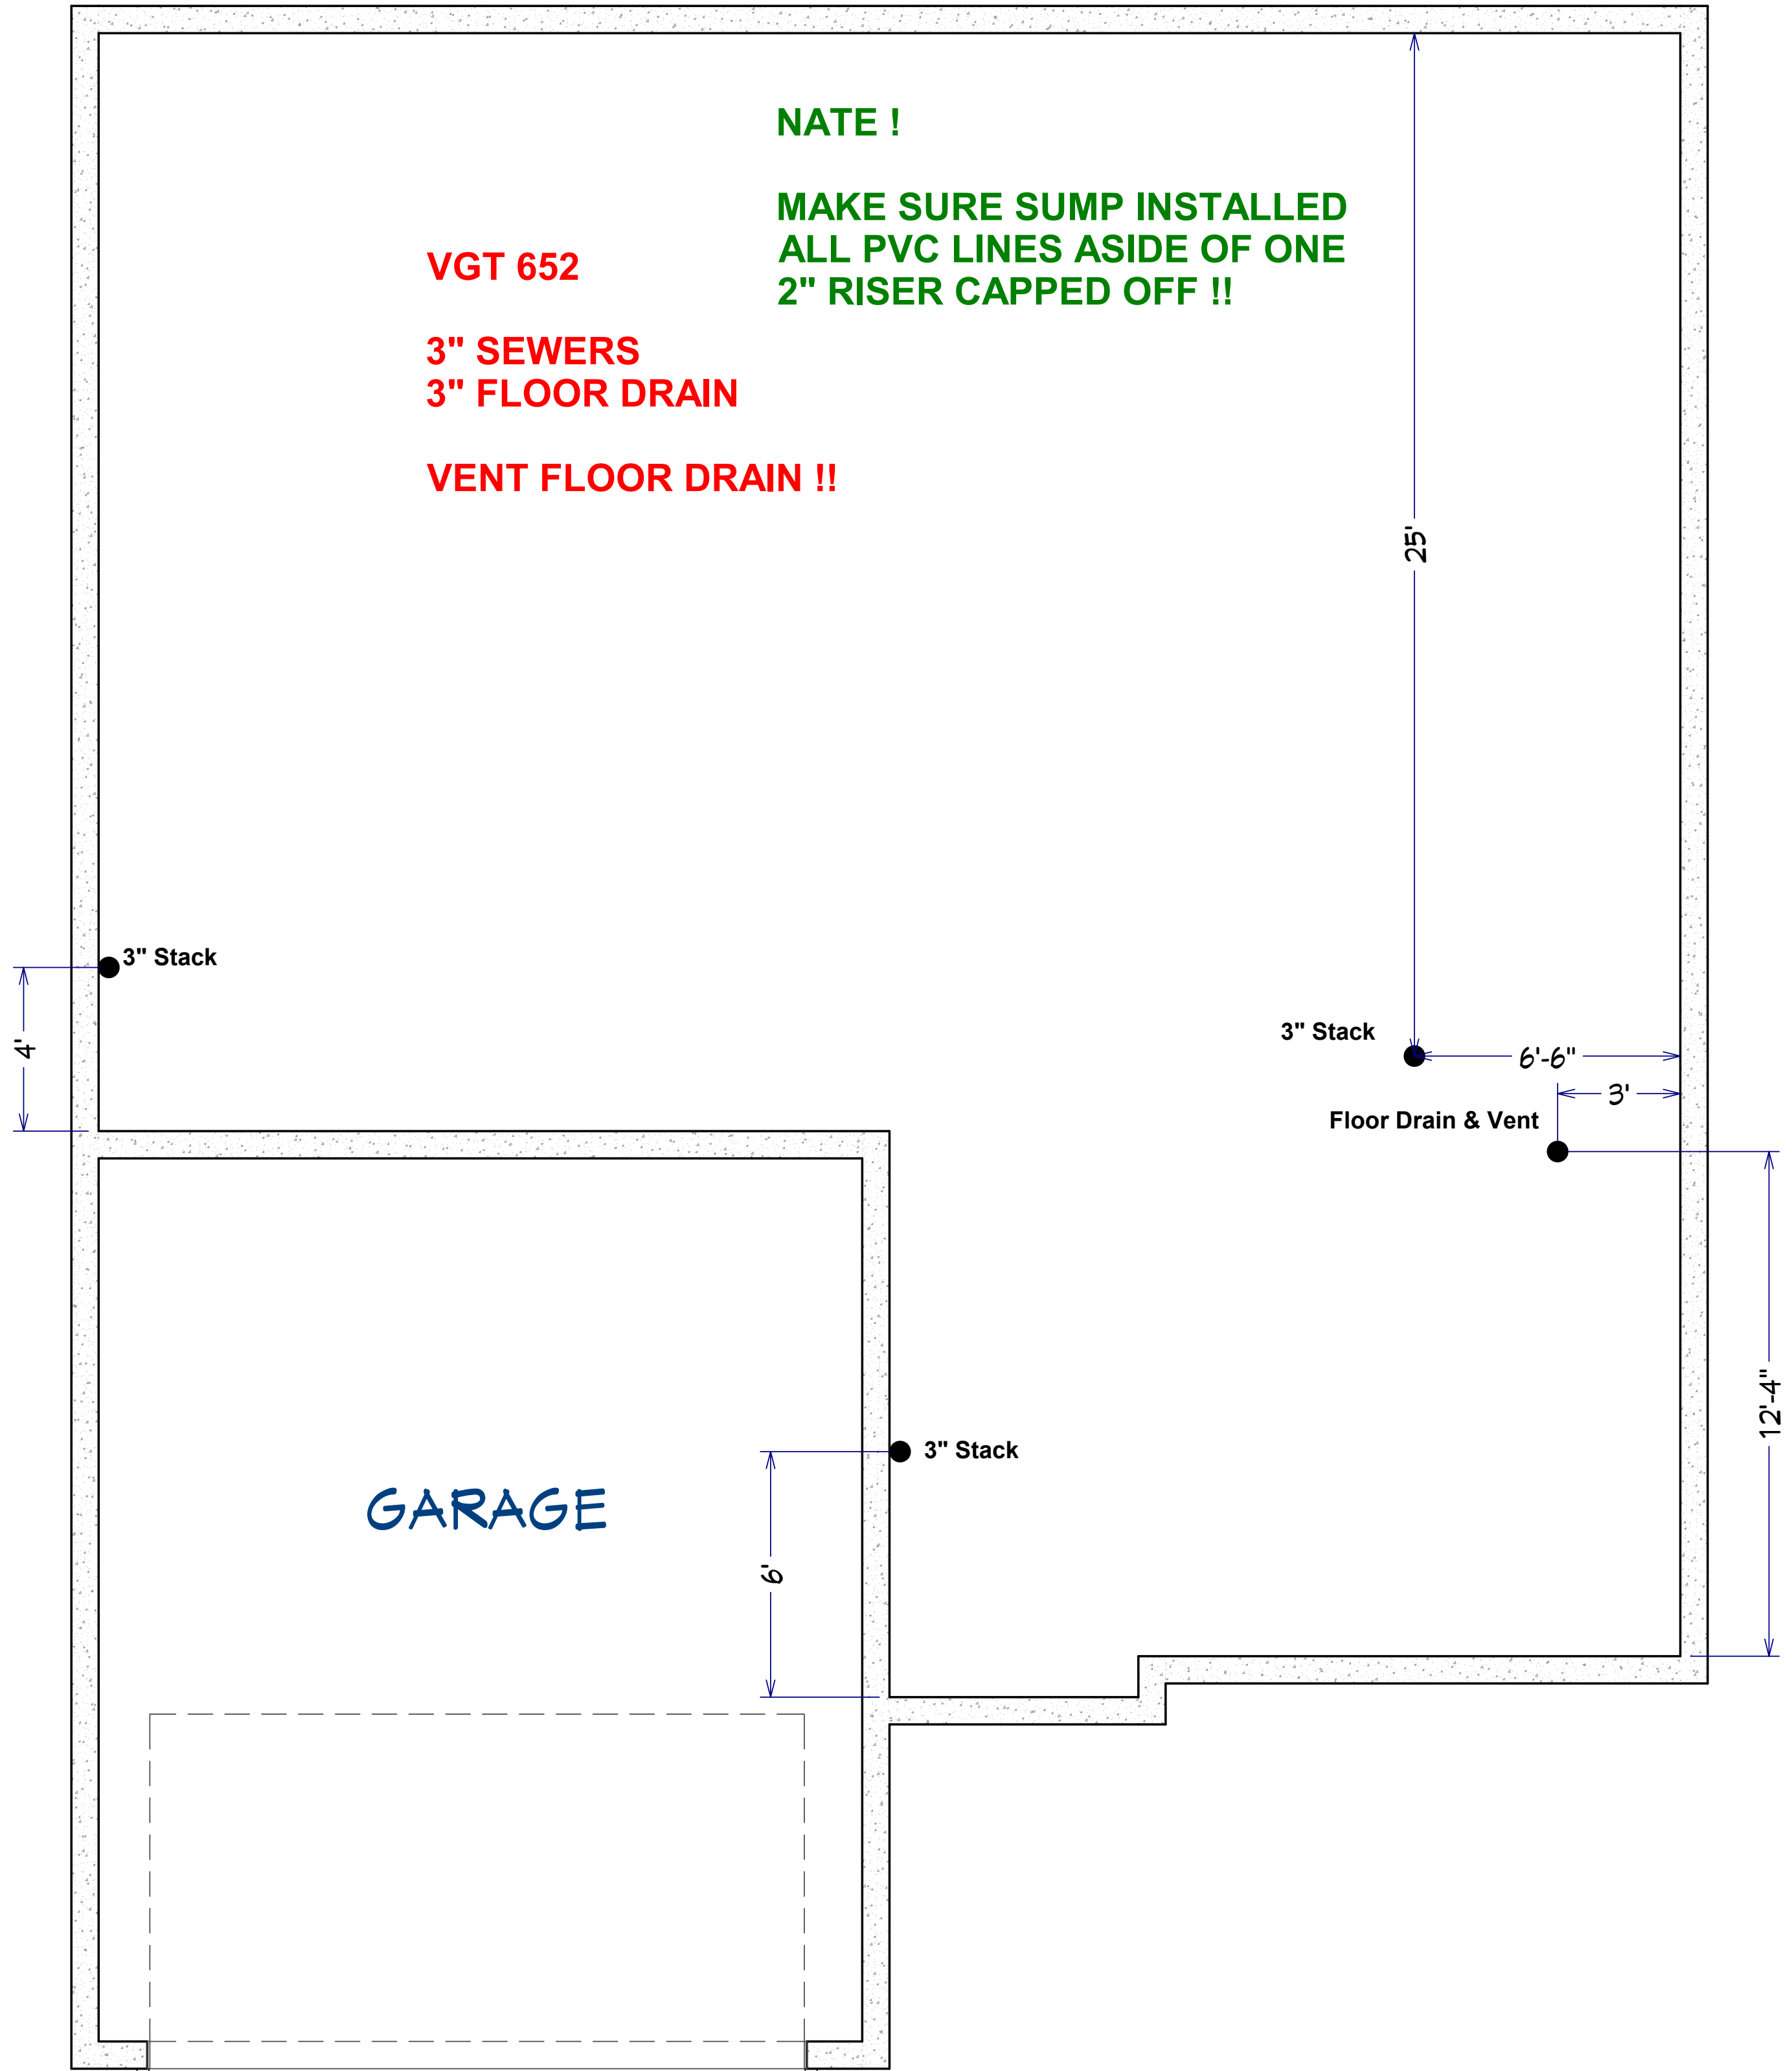 NATE !
MAKE SURE SUMP INSTALLED
ALL PVC LINES ASIDE OF ONE
2" RISER CAPPED OFF !!
VGT 652
3" SEWERS
3" FLOOR DRAIN
VENT FLOOR DRAIN !!
25'
3" Stack
4'
3" Stack
6'-6"
3'
Floor Drain & Vent
12'-4"
3" Stack
GARAGE
6'